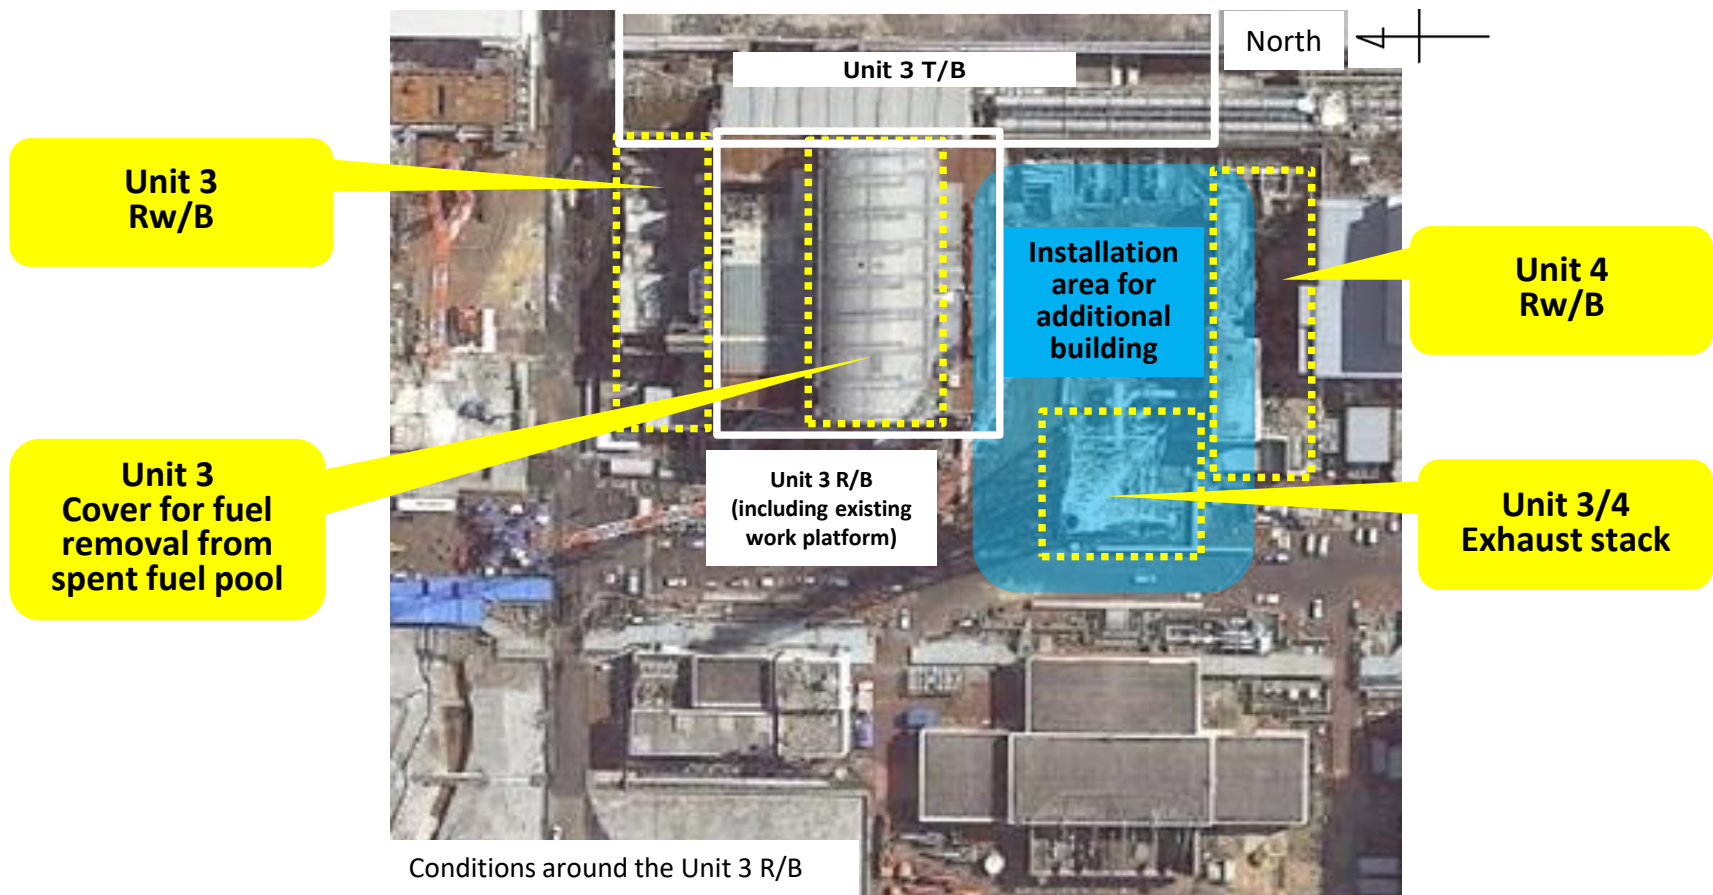 North
Unit 3 T/B
Unit 3
Rw/B
Installation
area for
additional
building
Unit 4
Rw/B
Unit 3
Cover for fuel
removal from
spent fuel pool
Unit 3 R/B
(including existing
work platform)
Unit 3/4
Exhaust stack
Conditions around the Unit 3 R/B